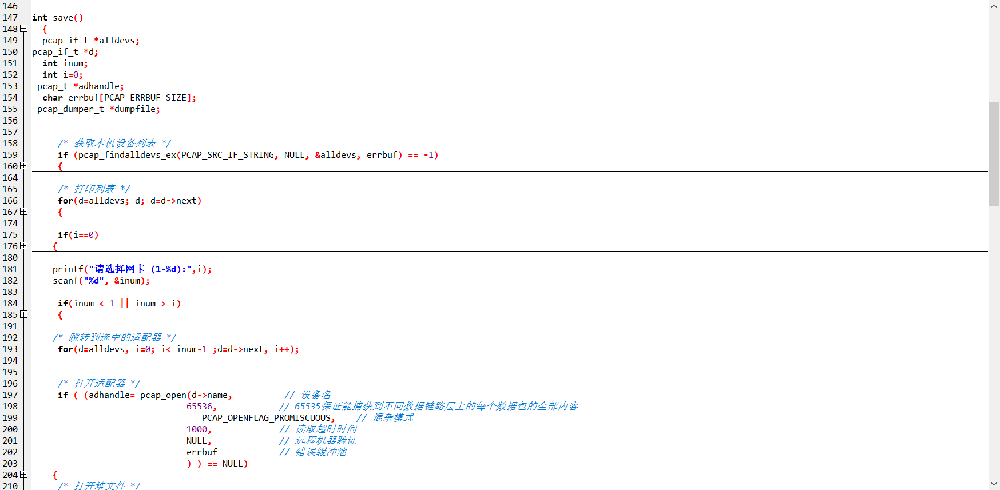 146
147 int save()
148 {
149 pcap_if_t *alldevs;
150 pcap_if_t *d;
151 int inum;
152 int i=0;
153 pcap_t *adhandle;
154 char errbuf[PCAP_ERRBUF_SIZE];
155 pcap_dumper_t *dumpfile;
156
157
158 /* 获取本机设备列表 */
159 if (pcap_findalldevs_ex(PCAP_SRC_IF_STRING, NULL, &alldevs, errbuf) == -1)
160 {
164
165 /* 打印列表 */
166 for(d=alldevs; d; d=d->next)
167 {
174
175 if(i==0)
176 {
180
181 printf("请选择网卡 (1-%d):",i);
182 scanf("%d", &inum);
183
184 if(inum < 1 || inum > i)
185 {
191
192 /* 跳转到选中的适配器 */
193 for(d=alldevs, i=0; i< inum-1 ;d=d->next, i++);
194
195
196 /* 打开适配器 */
197 if ( (adhandle= pcap_open(d->name, // 设备名
198 65536, // 65535保证能捕获到不同数据链路层上的每个数据包的全部内容
199 PCAP_OPENFLAG_PROMISCUOUS, // 混杂模式
200 1000, // 读取超时时间
201 NULL, // 远程机器验证
202 errbuf // 错误缓冲池
203 ) ) == NULL)
204 {
210 /* 打开堆文件 */